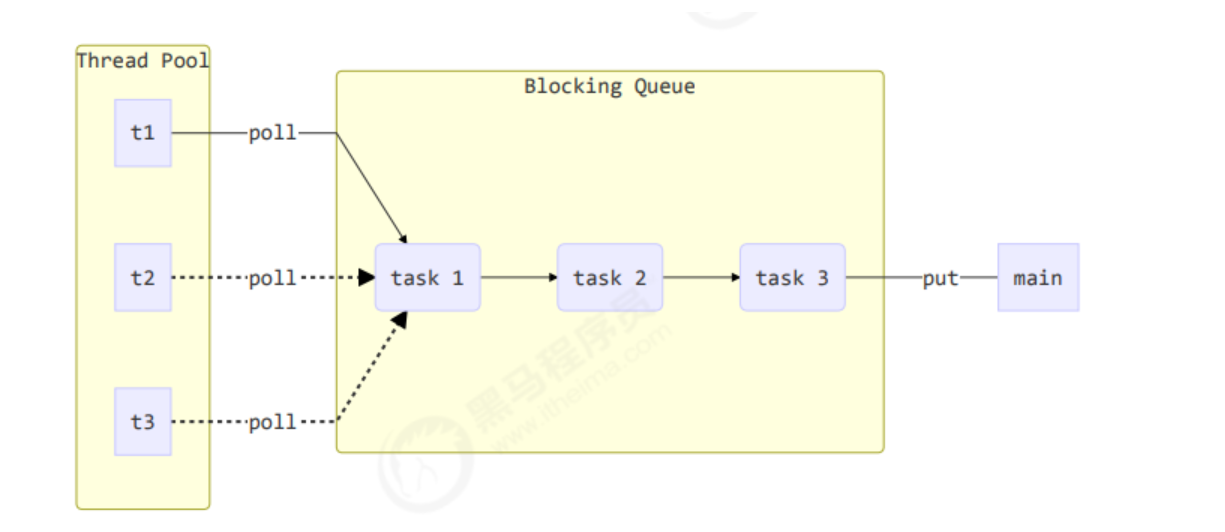 Thread Pool
Blocking Queue
t1
poll
t2
poll
task 1
task 2
task 3
put
main
t3
poll
黑马程序员
www.itheima.com